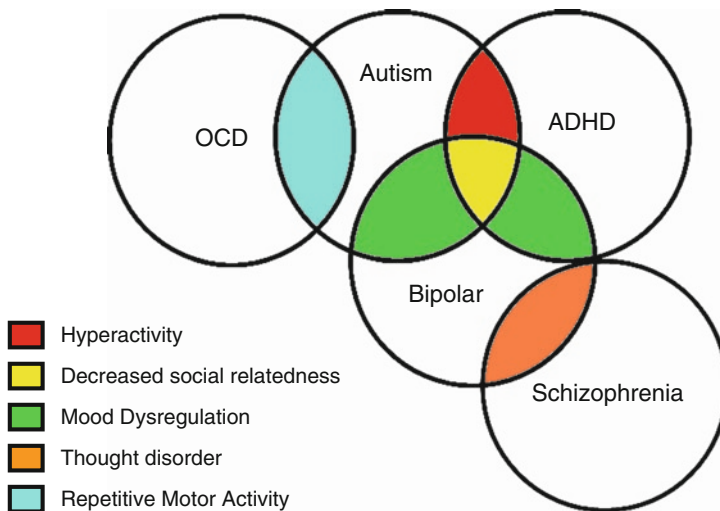 OCD
Autism
ADHD
Bipolar
Schizophrenia
Hyperactivity
Decreased social relatedness
Mood Dysregulation
Thought disorder
Repetitive Motor Activity